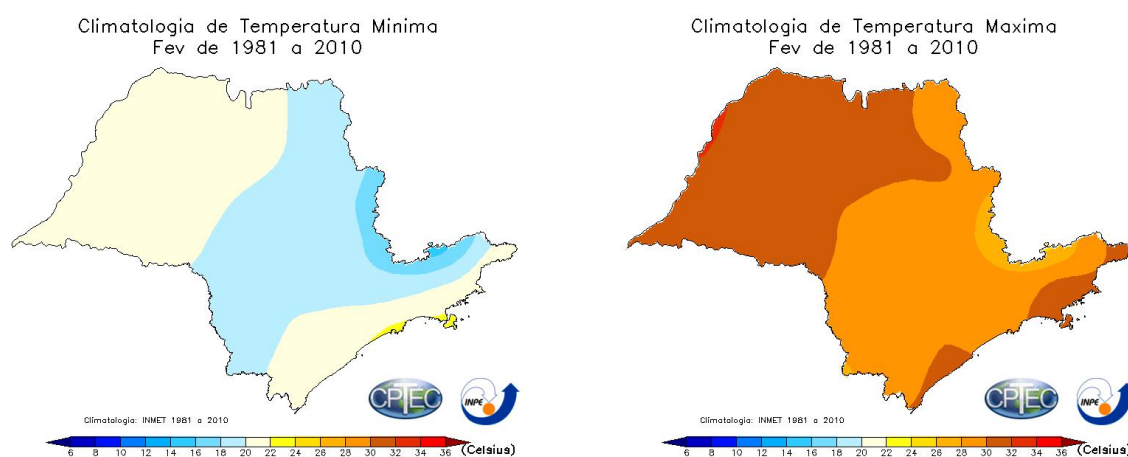 Climatologia de Temperatura Minima
Fev de 1981 a 2010
CPTEC
INPE
Climatologia: INMET 1981 a 2010
6 8 10 12 14 16 18 20 22 24 26 28 30 32 34 36 (Celsius)
Climatologia de Temperatura Maxima
Fev de 1981 a 2010
CPTEC
INPE
Climatologia: INMET 1981 a 2010
6 8 10 12 14 16 18 20 22 24 26 28 30 32 34 36 (Celsius)